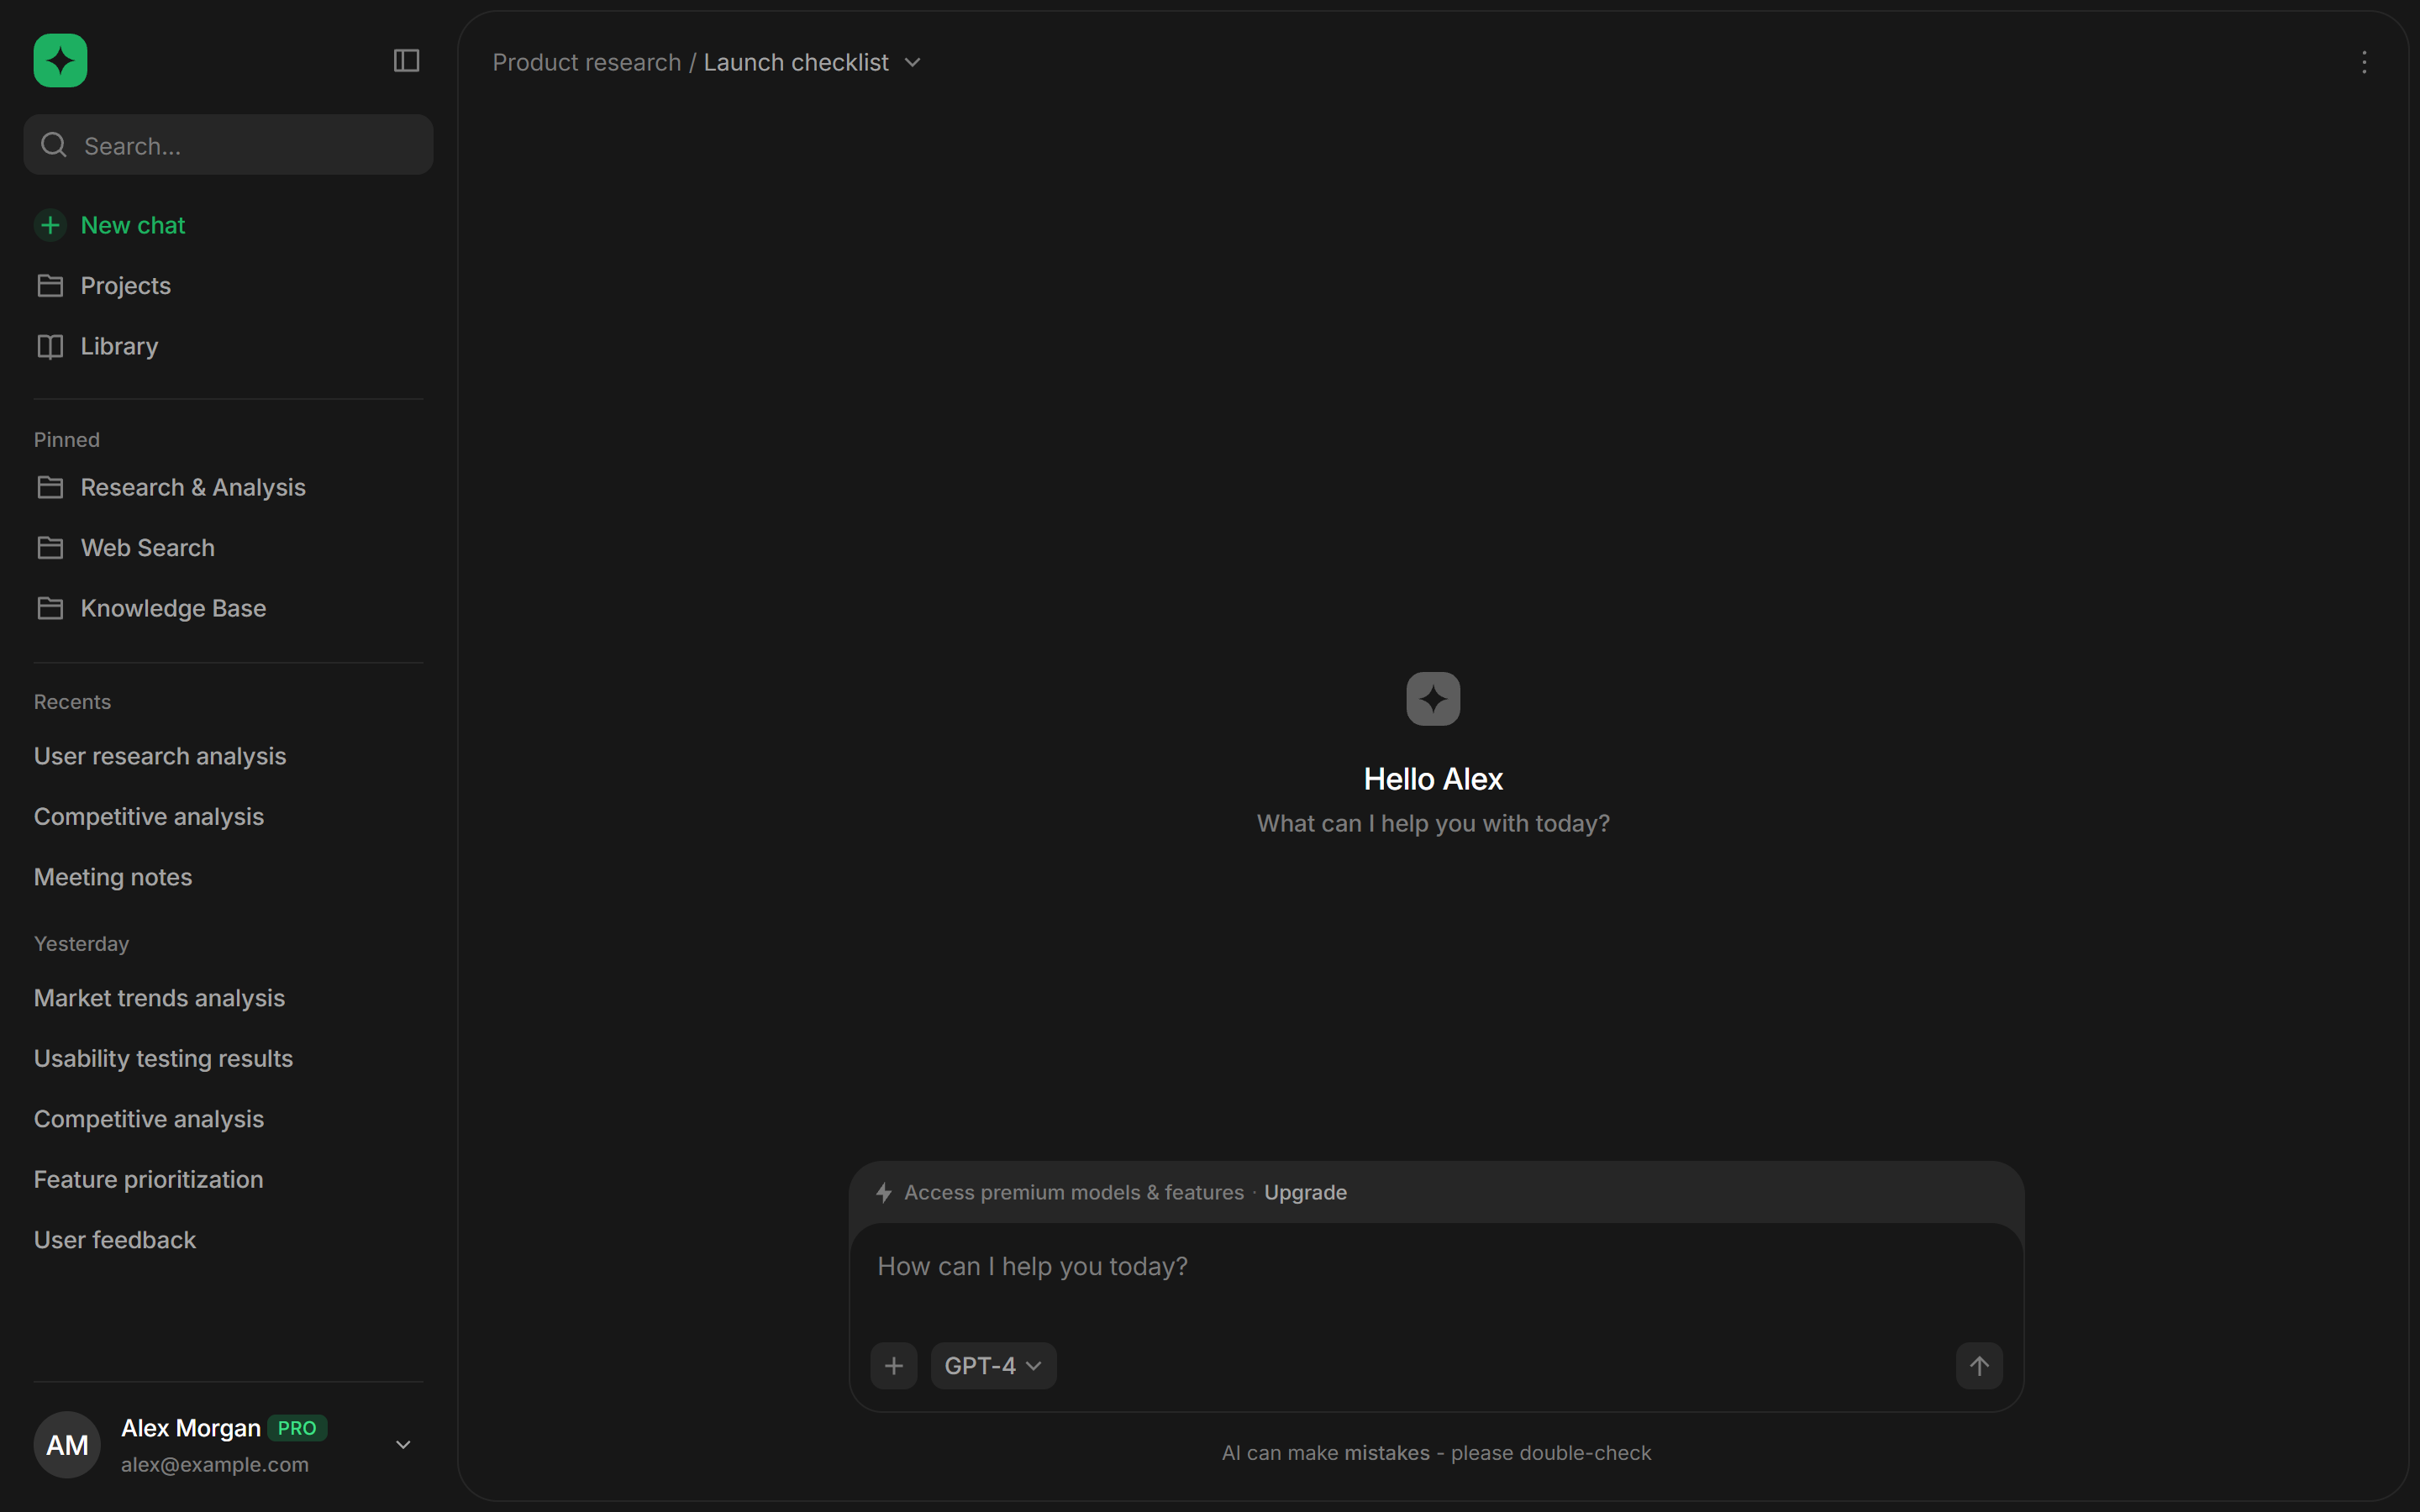 Search...
New chat
Projects
Library
Pinned
Research & Analysis
Web Search
Knowledge Base
Recents
User research analysis
Competitive analysis
Meeting notes
Yesterday
Market trends analysis
Usability testing results
Competitive analysis
Feature prioritization
User feedback
AM
Alex Morgan PRO
alex@example.com
Product research / Launch checklist
Hello Alex
What can I help you with today?
Access premium models & features · Upgrade
How can I help you today?
GPT-4
AI can make mistakes - please double-check